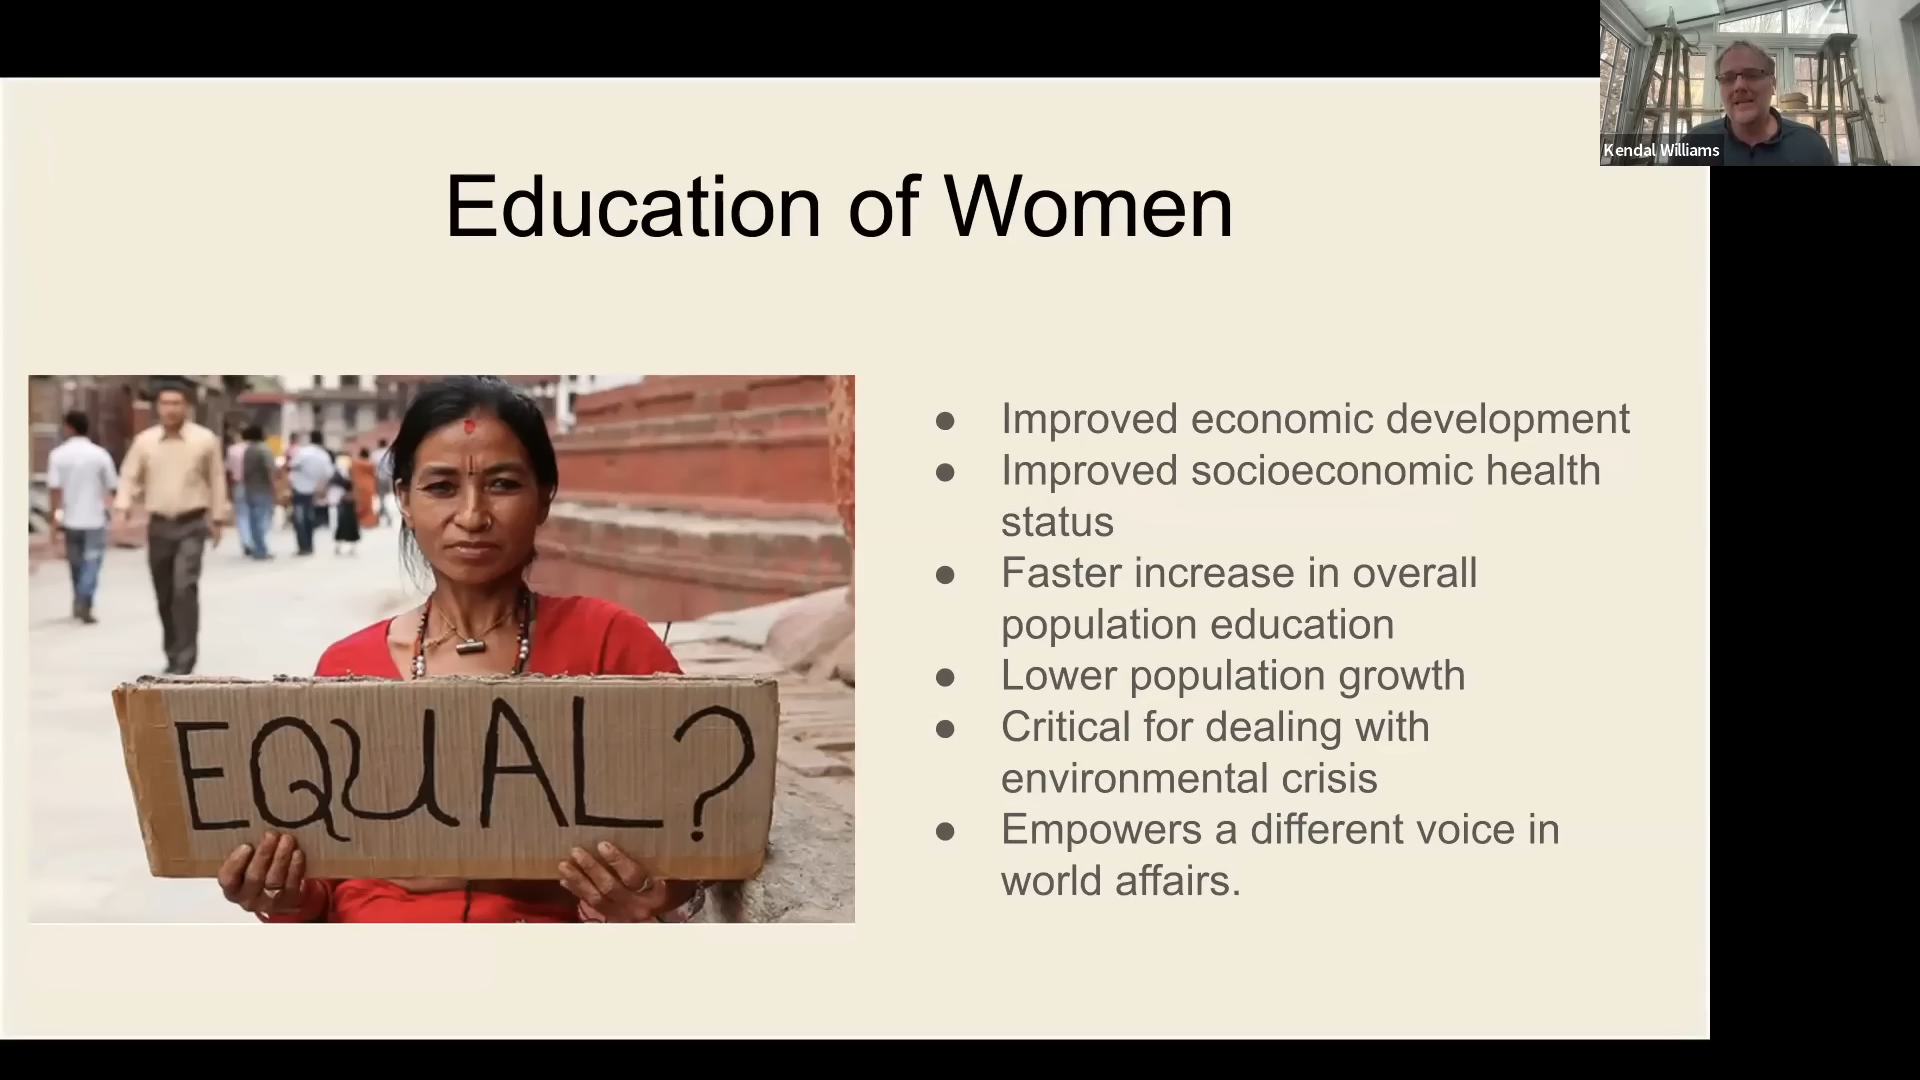 Kendal Williams
Education of Women
EQUAL?
● Improved economic development
● Improved socioeconomic health
status
● Faster increase in overall
population education
● Lower population growth
● Critical for dealing with
environmental crisis
● Empowers a different voice in
world affairs.